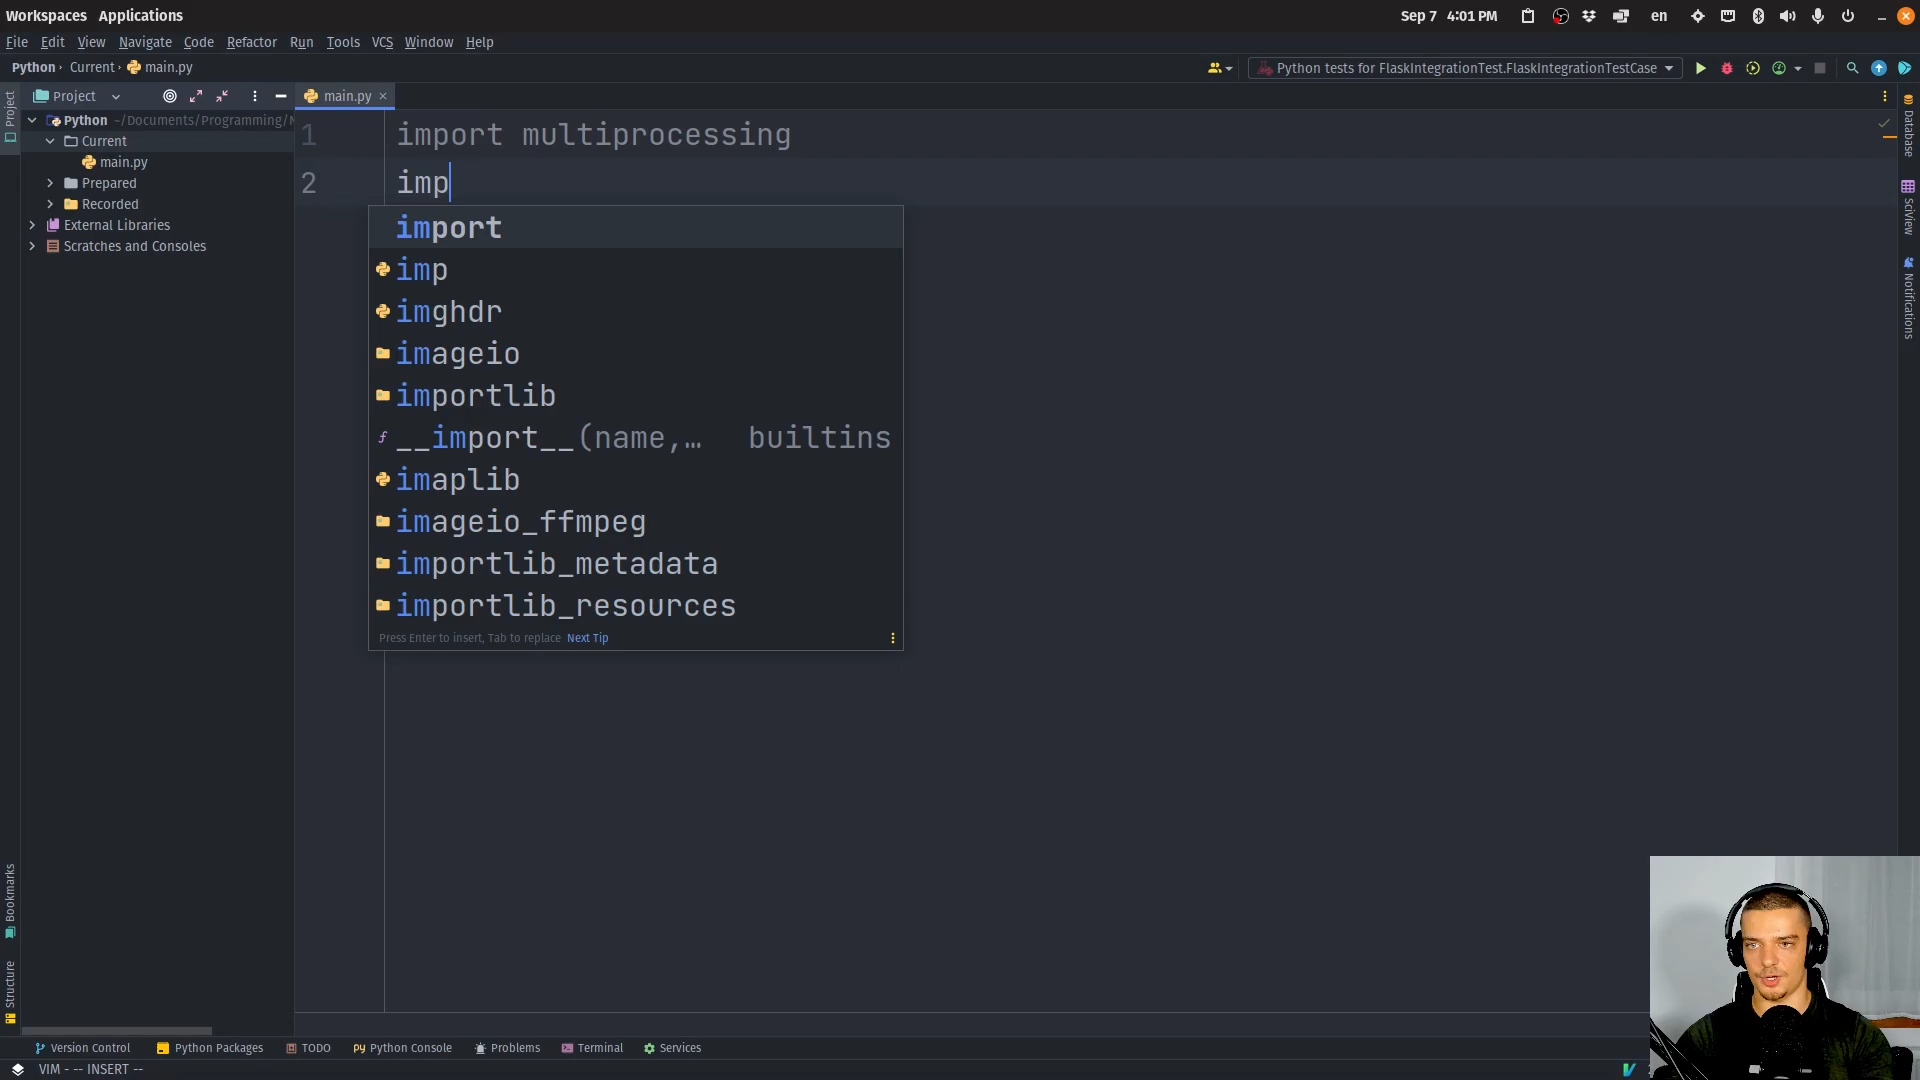 Workspaces Applications
Sep 7 4:01 PM
en
File Edit View Navigate Code Refactor Run Tools VCS Window Help
Python Current main.py
Python tests for FlaskIntegrationTest.FlaskIntegrationTestCase
Project
main.py
Project
Python ~/Documents/Programming/
Current
main.py
Prepared
Recorded
External Libraries
Scratches and Consoles
1 import multiprocessing
2 imp
import
imp
imghdr
imageio
importlib
__import__(name,… builtins
imaplib
imageio_ffmpeg
importlib_metadata
importlib_resources
Press Enter to insert, Tab to replace Next Tip
Database
SciView
Notifications
Bookmarks
Structure
Version Control Python Packages TODO Python Console Problems Terminal Services
VIM - -- INSERT --